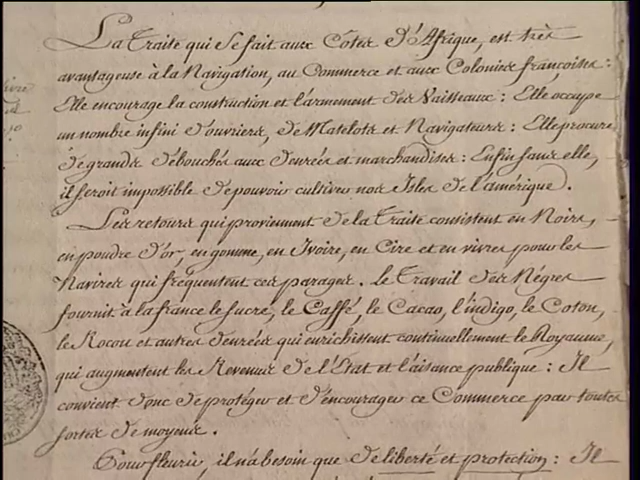 La Traite qui se fait aux Côtes d'Afrique, est très
avantageuse à la Navigation, au Commerce et aux Colonies françoises :
Elle encourage la construction et l'armement des Vaisseaux : Elle occupe
un nombre infini d'ouvriers, de Matelots et Navigateurs : Elle procure
de grands débouchés aux denrées et marchandises : Enfin sans elle,
il seroit impossible de pouvoir cultiver nos Isles de l'amérique.
Les retours qui proviennent de la Traite consistent en Noirs,
en poudre d'or, en gomme, en Ivoire, en Cire et en vivres pour les
Navires qui fréquentent ces parages. Le Travail des Négres
fournit à la france le sucre, le Caffé, le Cacao, l'indigo, le Coton,
le Rocou et autres denrées qui enrichissent continuellement le Royaume,
qui augmentent les Revenus de l'Etat et l'aisance publique : Il
convient donc de protéger et d'encourager ce Commerce par toutes
sortes de moyens.
Pour fleurir, il n'a besoin que de liberté et protection : Il